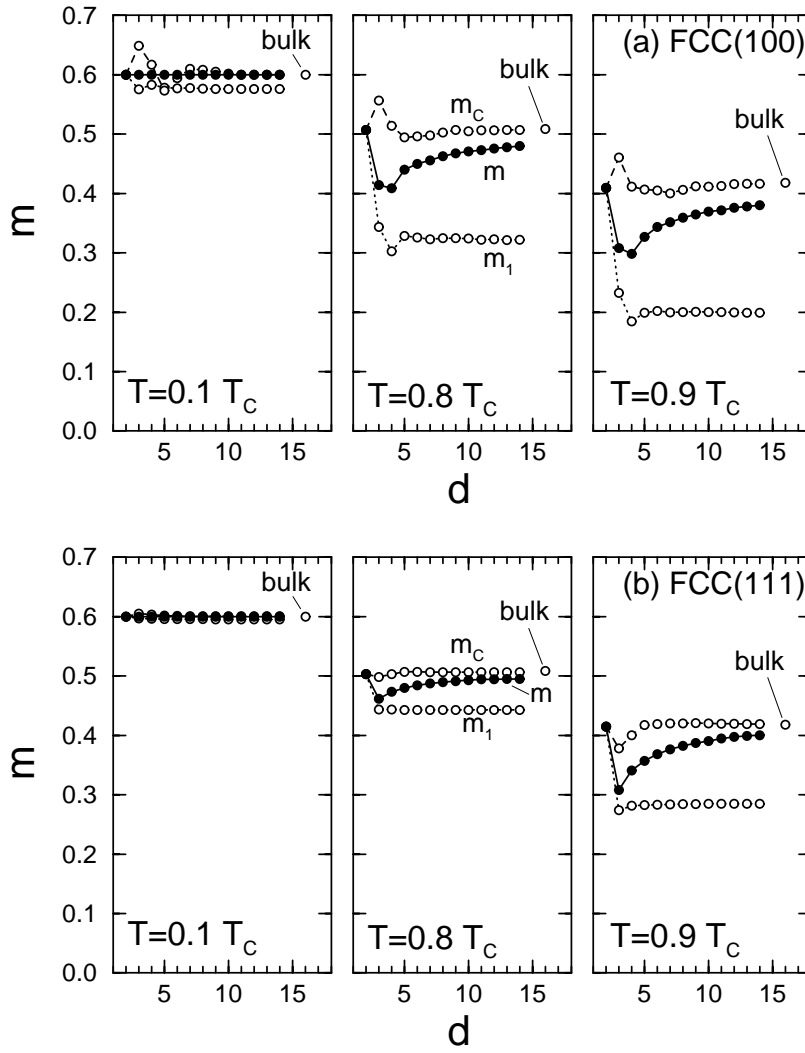 0.7
0.6
0.5
0.4
0.3
0.2
0.1
0.0
m
bulk
T=0.1 T_C
5 10 15
bulk
m_C
m
m_1
T=0.8 T_C
5 10 15
d
(a) FCC(100)
bulk
T=0.9 T_C
5 10 15
0.7
0.6
0.5
0.4
0.3
0.2
0.1
0.0
m
bulk
T=0.1 T_C
5 10 15
bulk
m_C
m
m_1
T=0.8 T_C
5 10 15
d
(b) FCC(111)
bulk
T=0.9 T_C
5 10 15